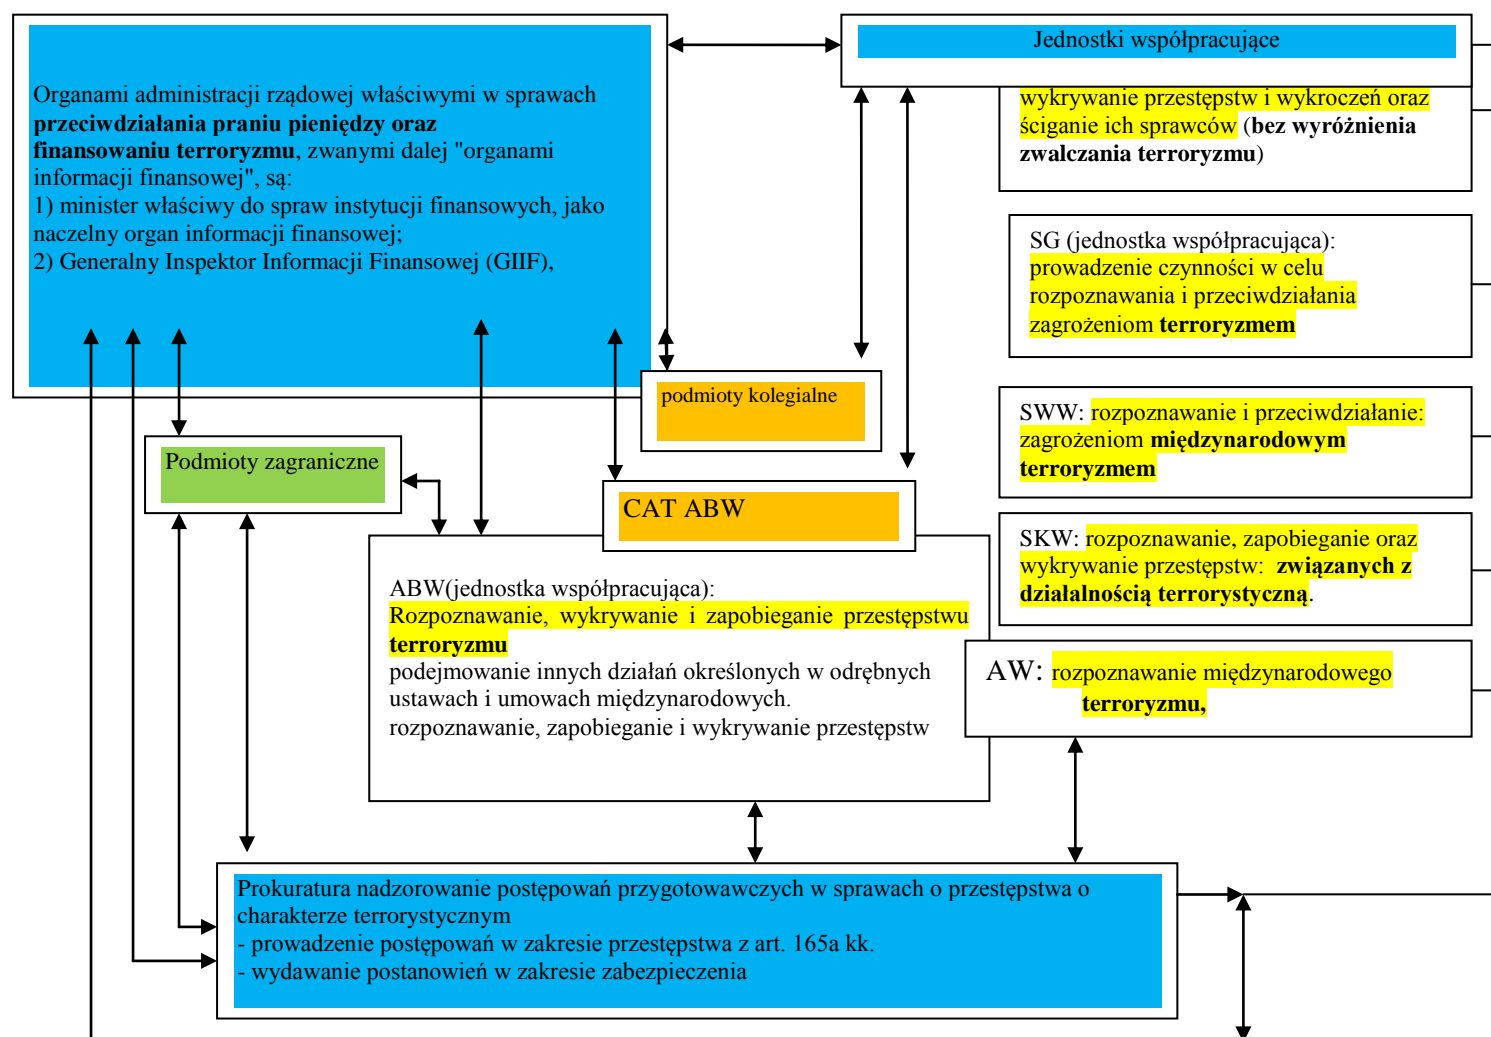 Organami administracji rządowej właściwymi w sprawach
przeciwdziałania praniu pieniędzy oraz
finansowaniu terroryzmu, zwanymi dalej "organami
informacji finansowej", są:
1) minister właściwy do spraw instytucji finansowych, jako
naczelny organ informacji finansowej;
2) Generalny Inspektor Informacji Finansowej (GIIF),
Jednostki współpracujące
wykrywanie przestępstw i wykroczeń oraz
ściganie ich sprawców (bez wyróżnienia
zwalczania terroryzmu)
SG (jednostka współpracująca):
prowadzenie czynności w celu
rozpoznawania i przeciwdziałania
zagrożeniom terroryzmem
podmioty kolegialne
SWW: rozpoznawanie i przeciwdziałanie:
zagrożeniom międzynarodowym
terroryzmem
Podmioty zagraniczne
CAT ABW
SKW: rozpoznawanie, zapobieganie oraz
wykrywanie przestępstw: związanych z
działalnością terrorystyczną.
ABW(jednostka współpracująca):
Rozpoznawanie, wykrywanie i zapobieganie przestępstwu
terroryzmu
podejmowanie innych działań określonych w odrębnych
ustawach i umowach międzynarodowych.
rozpoznawanie, zapobieganie i wykrywanie przestępstw
AW: rozpoznawanie międzynarodowego
terroryzmu,
Prokuratura nadzorowanie postępowań przygotowawczych w sprawach o przestępstwa o
charakterze terrorystycznym
- prowadzenie postępowań w zakresie przestępstwa z art. 165a kk.
- wydawanie postanowień w zakresie zabezpieczenia